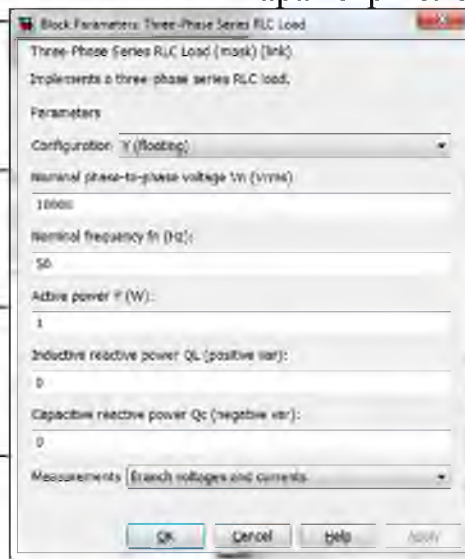 Block Parameters: Three-Phase Series RLC Load
Three-Phase Series RLC Load (mask) (link)
Implements a three-phase series RLC load.
Parameters
Configuration Y (floating)
Nominal phase-to-phase voltage Vn (Vrms)
Nominal frequency fn (Hz):
50
Active power P (W):
1
Inductive reactive power QL (positive var):
0
Capacitive reactive power Qc (negative var):
0
Measurements Branch voltages and currents
OK Cancel Help Apply